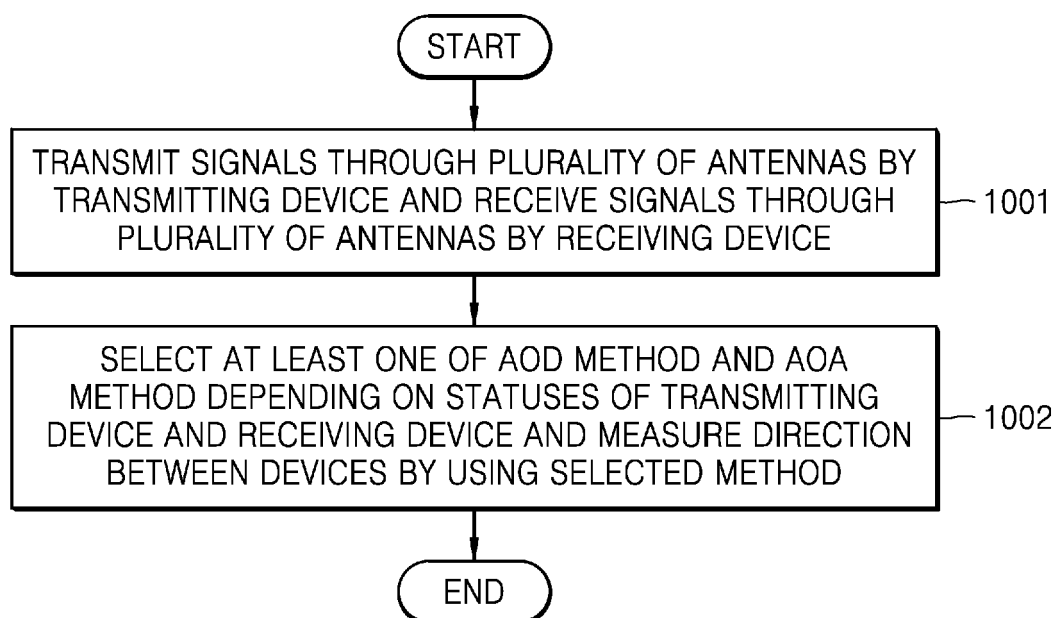 START
TRANSMIT SIGNALS THROUGH PLURALITY OF ANTENNAS BY
TRANSMITTING DEVICE AND RECEIVE SIGNALS THROUGH
PLURALITY OF ANTENNAS BY RECEIVING DEVICE
1001
SELECT AT LEAST ONE OF AOD METHOD AND AOA
METHOD DEPENDING ON STATUSES OF TRANSMITTING
DEVICE AND RECEIVING DEVICE AND MEASURE DIRECTION
BETWEEN DEVICES BY USING SELECTED METHOD
1002
END